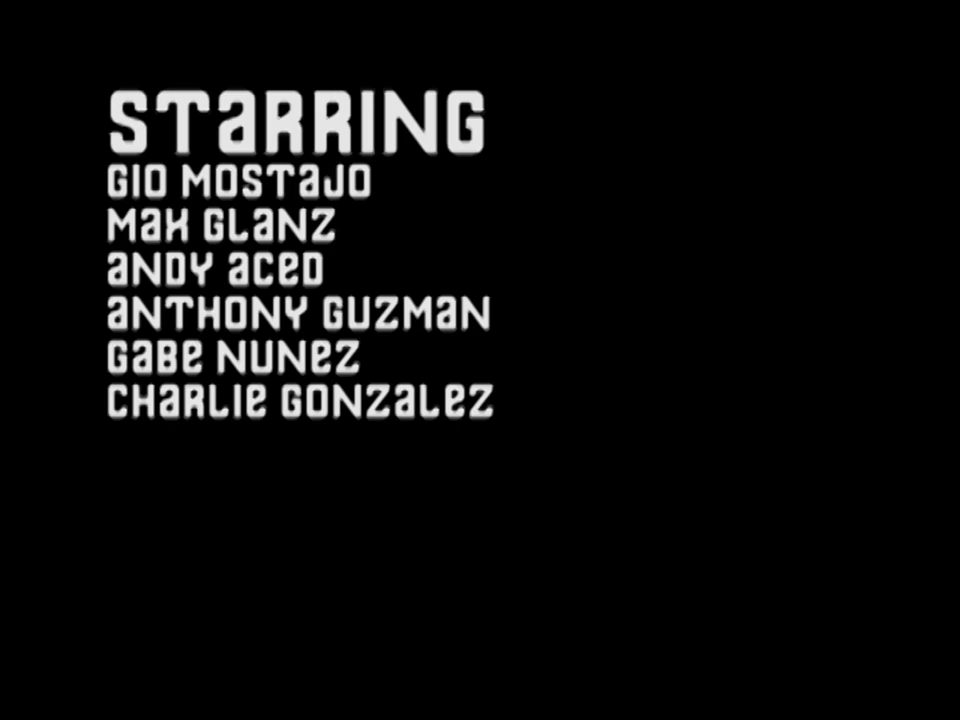 STARRING
GIO MOSTAJO
MAX GLANZ
ANDY ACED
ANTHONY GUZMAN
GABE NUNEZ
CHARLIE GONZALEZ